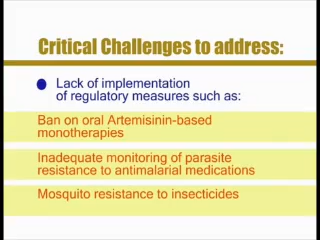 Critical Challenges to address:
Lack of implementation
of regulatory measures such as:
Ban on oral Artemisinin-based
monotherapies
Inadequate monitoring of parasite
resistance to antimalarial medications
Mosquito resistance to insecticides